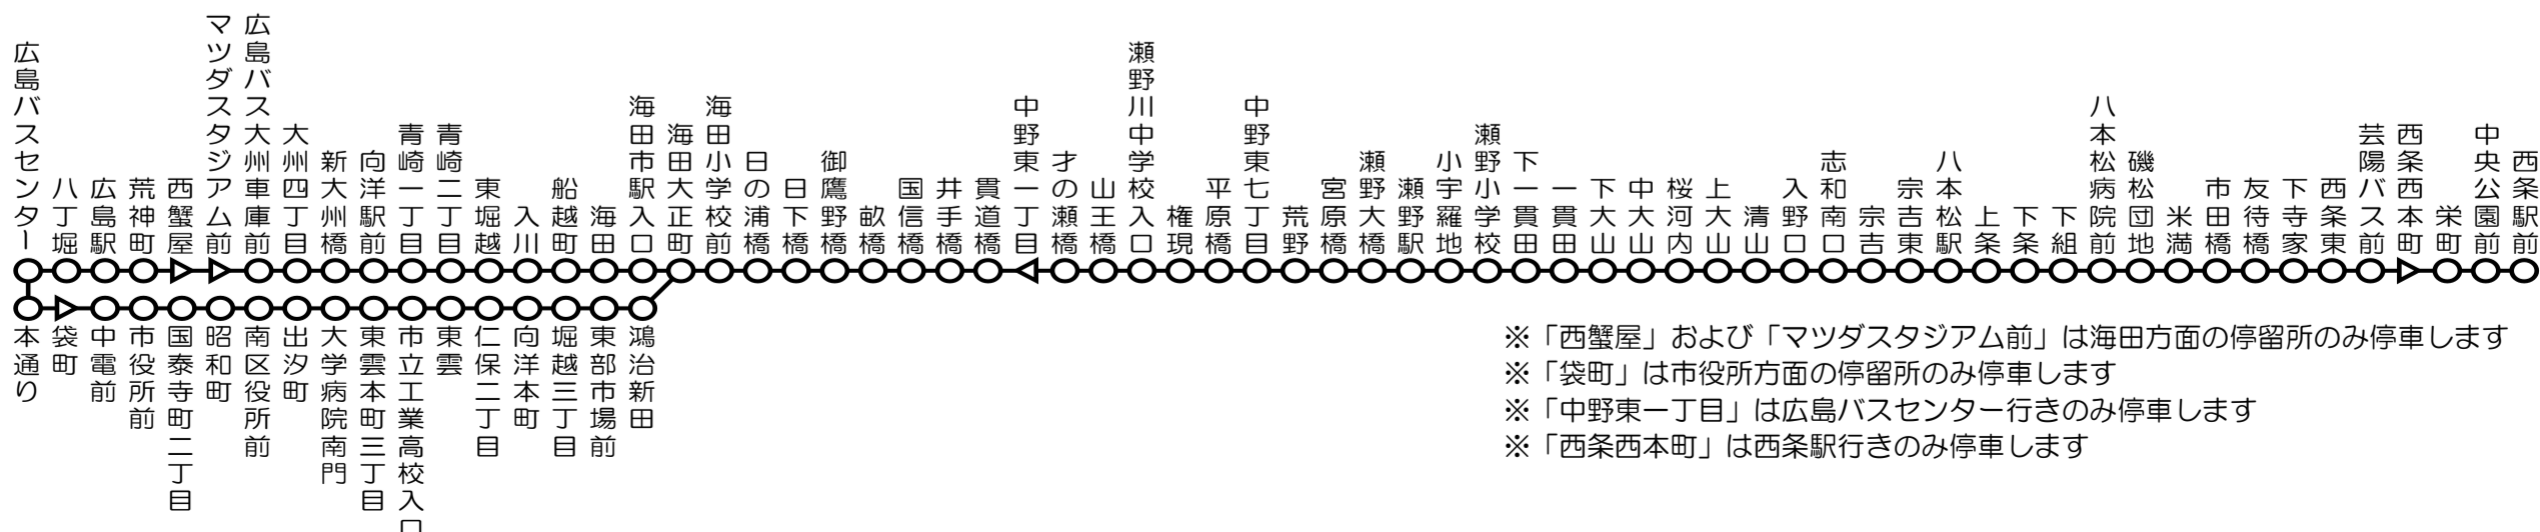 広島バスセンター
八丁堀
広島駅
荒神町
西蟹屋
マツダスタジアム前
広島バス大州車庫前
大州四丁目
新大州橋
向洋駅前
青崎一丁目
青崎二丁目
東堀越
入川
船越町
海田
海田市駅入口
海田大正町
海田小学校前
日の浦橋
日下橋
御鷹野橋
畝橋
国信橋
井手橋
貫道橋
中野東一丁目
才の瀬橋
山王橋
瀬野川中学校入口
権現
平原橋
中野東七丁目
荒野
宮原橋
瀬野大橋
瀬野駅
小宇羅地
瀬野小学校
下一貫田
一貫田
下大山
中大山
桜河内
上大山
清山
入野口
志和南口
宗吉
宗吉東
八本松駅
上条
下条
下組
八本松病院前
磯松団地
米満
市田橋
友待橋
下寺家
西条東
芸陽バス前
西条西本町
栄町
中央公園前
西条駅前
本通り
袋町
中電前
市役所前
国泰寺町二丁目
昭和町
南区役所前
出汐町
大学病院南門
東雲本町三丁目
市立工業高校入口
東雲
仁保二丁目
向洋本町
堀越三丁目
東部市場前
鴻治新田
※「西蟹屋」および「マツダスタジアム前」は海田方面の停留所のみ停車します
※「袋町」は市役所方面の停留所のみ停車します
※「中野東一丁目」は広島バスセンター行きのみ停車します
※「西条西本町」は西条駅行きのみ停車します